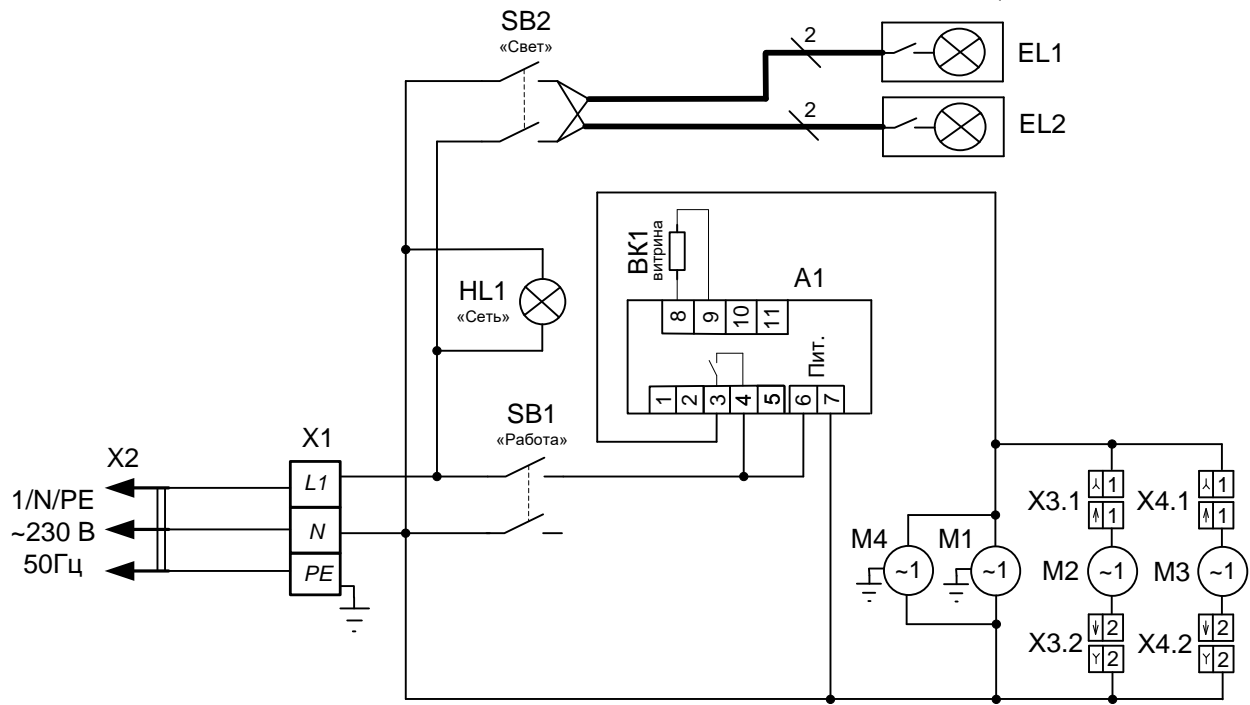 SB2
«Свет»
2
EL1
2
EL2
BK1
витрина
A1
HL1
«Сеть»
8
9
10
11
Пит.
1
2
3
4
5
6
7
SB1
«Работа»
X1
X2
L1
1/N/PE
~230 В
50Гц
N
PE
X3.1
1
1
X4.1
1
1
M4
~1
M1
~1
M2
~1
M3
~1
X3.2
2
2
X4.2
2
2